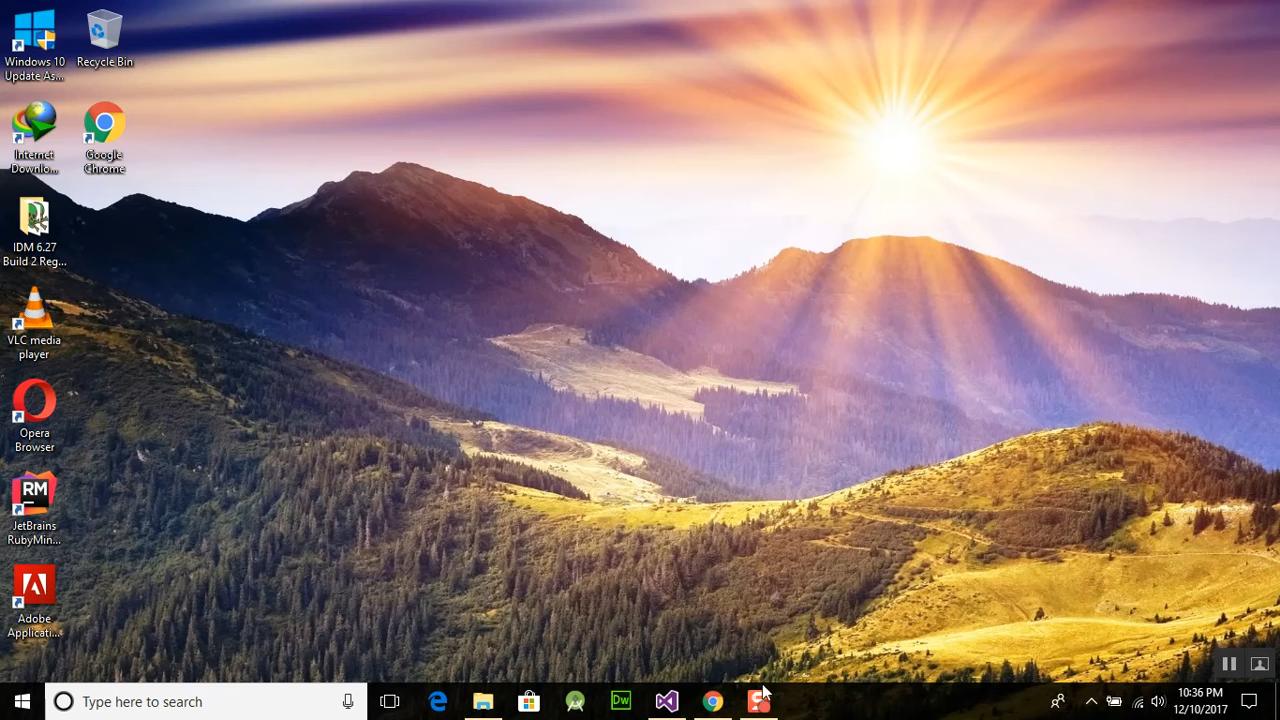 Windows 10
Update As...
Recycle Bin
Internet
Downlo...
Google
Chrome
IDM 6.27
Build 2 Reg...
VLC media
player
Opera
Browser
RM
JetBrains
RubyMin...
Adobe
Applicati...
Type here to search
Dw
10:36 PM
12/10/2017